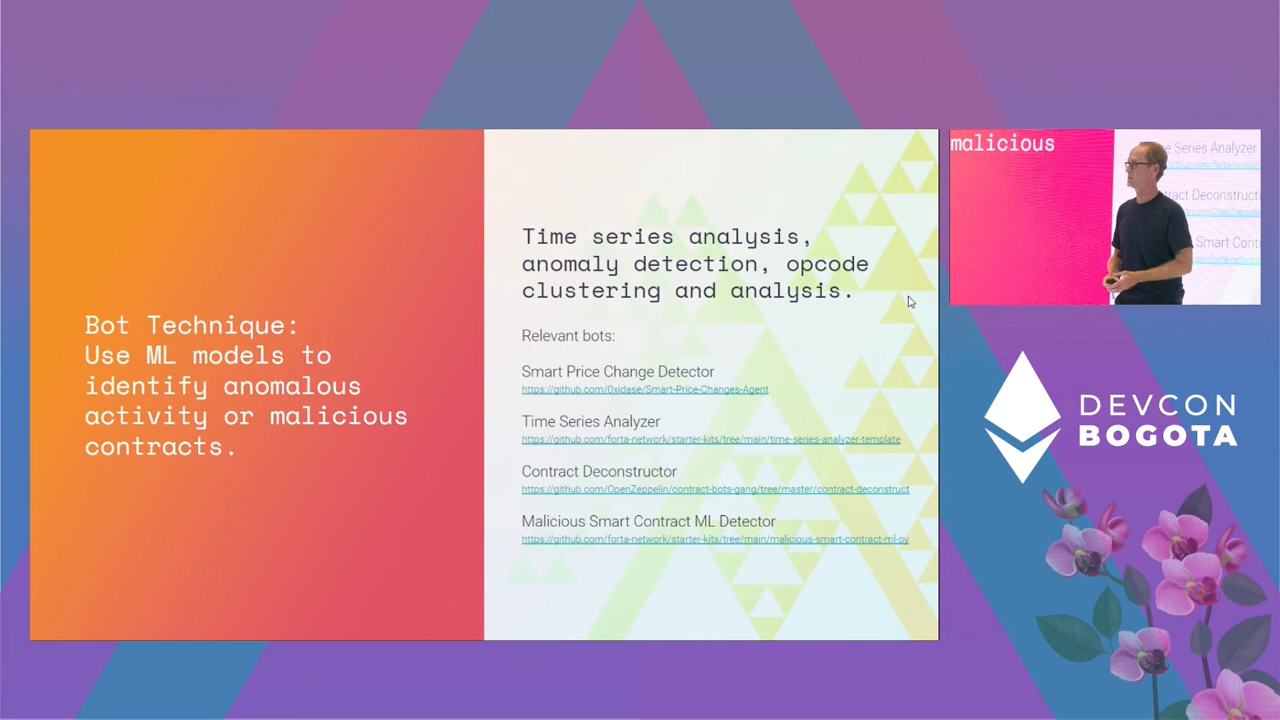 Bot Technique:
Use ML models to
identify anomalous
activity or malicious
contracts.
Time series analysis,
anomaly detection, opcode
clustering and analysis.
Relevant bots:
Smart Price Change Detector
https://github.com/0xidase/Smart-Price-Changes-Agent
Time Series Analyzer
https://github.com/forta-network/starter-kits/tree/main/time-series-analyzer-template
Contract Deconstructor
https://github.com/OpenZeppelin/contract-bots-gang/tree/master/contract-deconstruct
Malicious Smart Contract ML Detector
https://github.com/forta-network/starter-kits/tree/main/malicious-smart-contract-ml-py
malicious
e Series Analyzer
tract Deconstruct
Smart Cont
DEVCON
BOGOTA